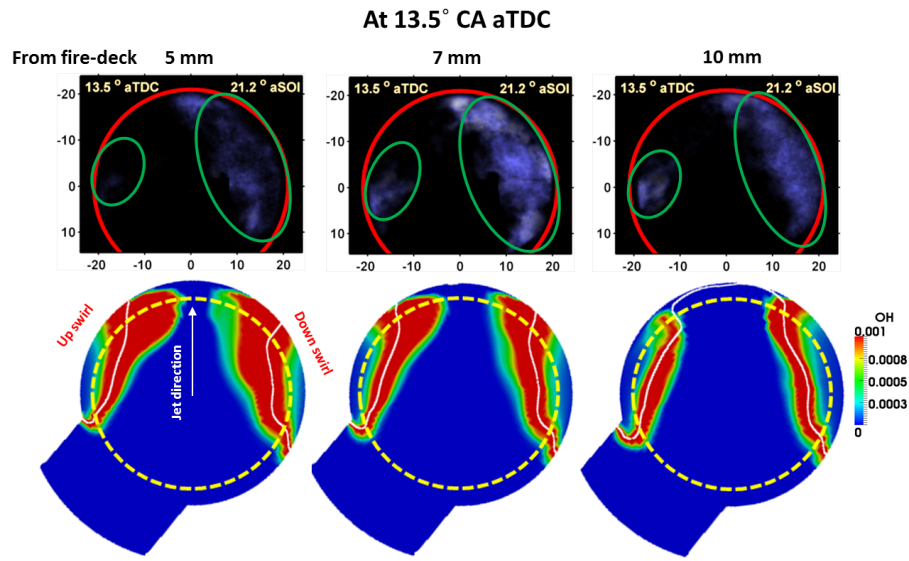 At 13.5° CA aTDC
From fire-deck 5 mm 7 mm 10 mm
13.5 ° aTDC 21.2 ° aSOI 13.5 ° aTDC 21.2 ° aSOI 13.5 ° aTDC 21.2 ° aSOI
-20 -20 -20
-10 -10 -10
0 0 0
10 10 10
-20 -10 0 10 20 -20 -10 0 10 20 -20 -10 0 10 20
Up swirl
Jet direction
Down swirl
OH
0.001
0.0008
0.0005
0.0003
0